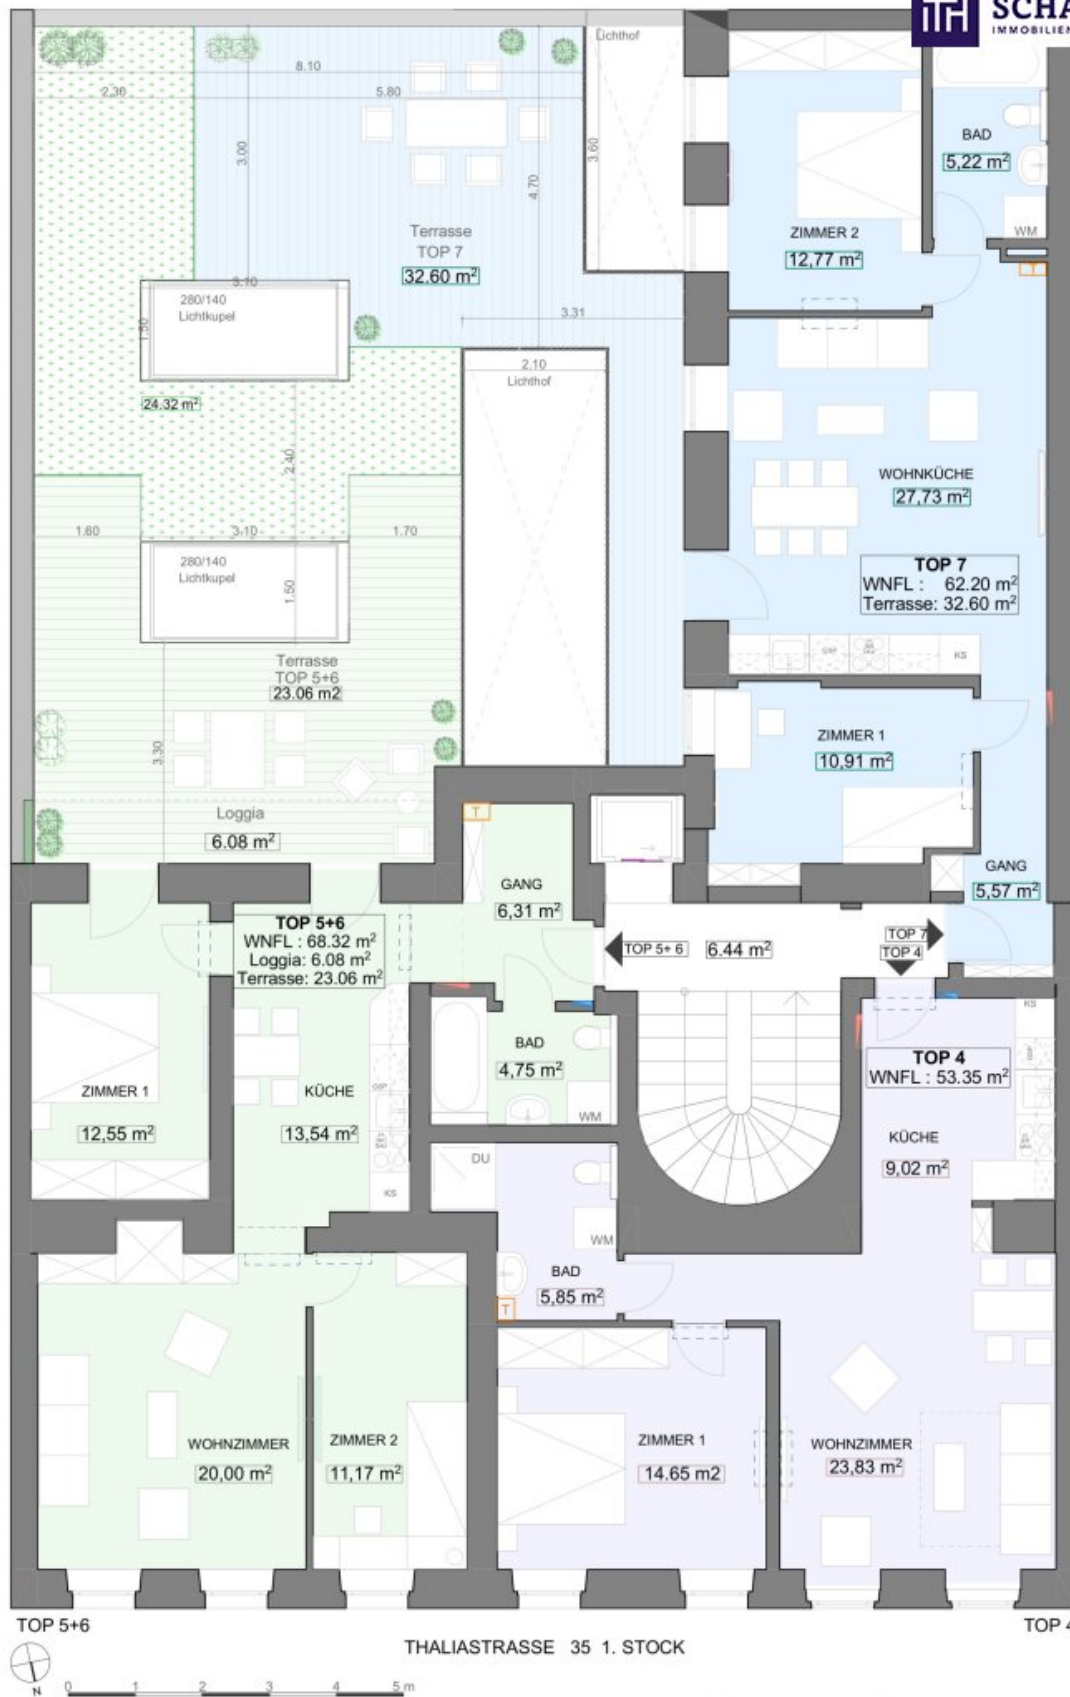 SCHA
IMMOBILIEN
Lichthof
8.10
2.30
5.80
3.00
4.70
3.60
BAD
5,22 m²
WM
Terrasse
TOP 7
32.60 m²
ZIMMER 2
12,77 m²
T
3.10
280/140
Lichtkupel
1.50
3.31
2.10
Lichthof
24.32 m²
2.40
WOHNKÜCHE
27,73 m²
1.60
3.10
1.70
280/140
Lichtkupel
1.50
TOP 7
WNFL : 62.20 m²
Terrasse: 32.60 m²
GSP
KS
Terrasse
TOP 5+6
23.06 m2
3.30
ZIMMER 1
10,91 m²
Loggia
6.08 m²
T
GANG
6,31 m²
GANG
5,57 m²
TOP 5+6
WNFL : 68.32 m²
Loggia: 6.08 m²
Terrasse: 23.06 m²
TOP 5+ 6
6.44 m²
TOP 7
TOP 4
KS
BAD
4,75 m²
WM
TOP 4
WNFL : 53.35 m²
ZIMMER 1
12,55 m²
KÜCHE
13,54 m²
GSP
KS
KÜCHE
9,02 m²
DU
WM
BAD
5,85 m²
T
WOHNZIMMER
20,00 m²
ZIMMER 2
11,17 m²
ZIMMER 1
14.65 m2
WOHNZIMMER
23,83 m²
TOP 5+6
TOP 4
THALIASTRASSE 35 1. STOCK
N
0 1 2 3 4 5 m